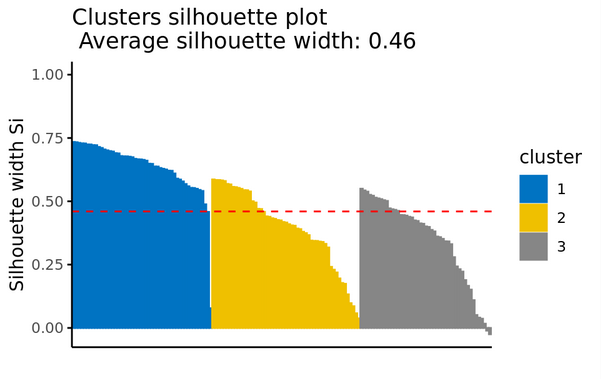 Clusters silhouette plot
Average silhouette width: 0.46
1.00
0.75
0.50
0.25
0.00
Silhouette width Si
cluster
1
2
3